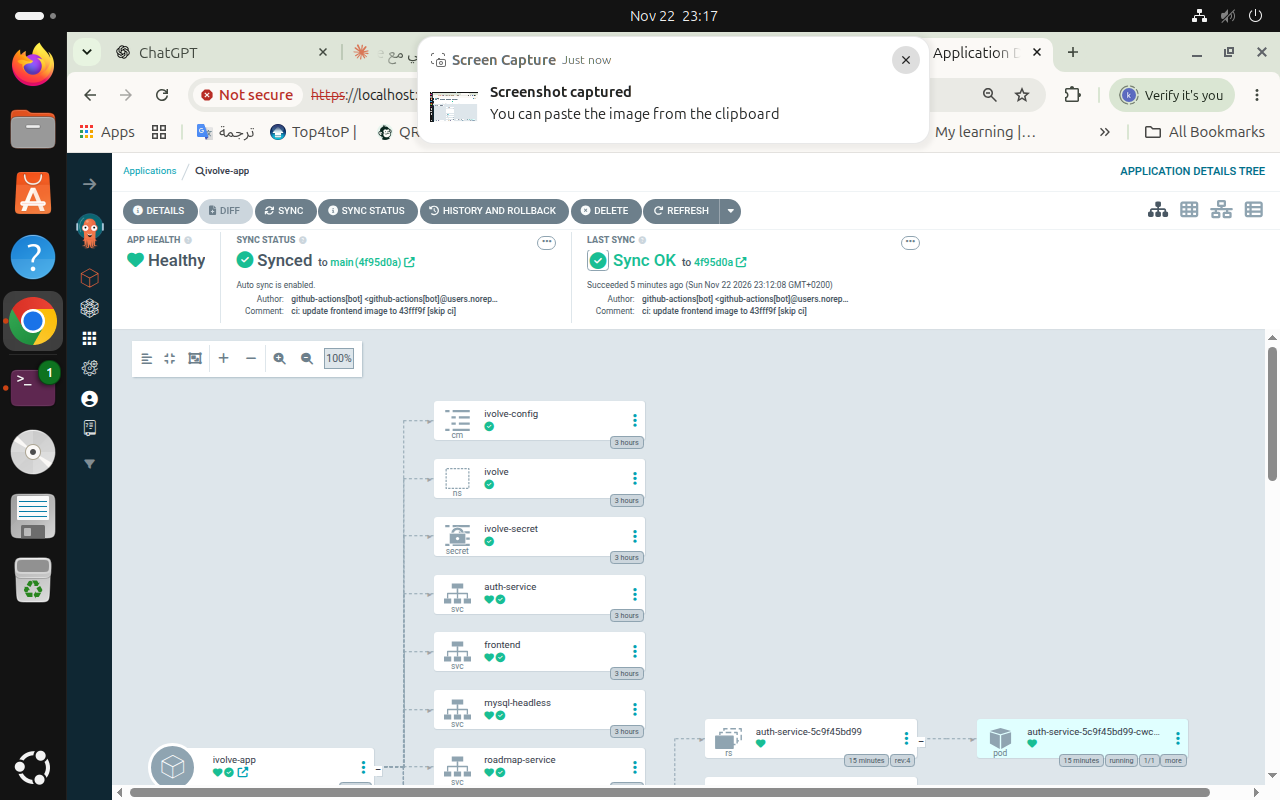 Nov 22 23:17
ChatGPT
ي مع
Application D
Screen Capture Just now
Screenshot captured
You can paste the image from the clipboard
Not secure
https://localhost:
Verify it's you
Apps
ترجمة
Top4toP |
QR
My learning |…
»
All Bookmarks
Applications
ivolve-app
APPLICATION DETAILS TREE
DETAILS
DIFF
SYNC
SYNC STATUS
HISTORY AND ROLLBACK
DELETE
REFRESH
APP HEALTH
Healthy
SYNC STATUS
Synced to main (4f95d0a)
Auto sync is enabled.
Author: github-actions[bot] <github-actions[bot]@users.norep...
Comment: ci: update frontend image to 43fff9f [skip ci]
LAST SYNC
Sync OK to 4f95d0a
Succeeded 5 minutes ago (Sun Nov 22 2026 23:12:08 GMT+0200)
Author: github-actions[bot] <github-actions[bot]@users.norep...
Comment: ci: update frontend image to 43fff9f [skip ci]
1
100%
ivolve-config
cm
3 hours
ivolve
ns
3 hours
ivolve-secret
secret
3 hours
auth-service
svc
3 hours
frontend
svc
3 hours
mysql-headless
svc
3 hours
auth-service-5c9f45bd99
rs
15 minutes rev:4
auth-service-5c9f45bd99-cwc...
pod
15 minutes running 1/1 more
ivolve-app
roadmap-service
svc